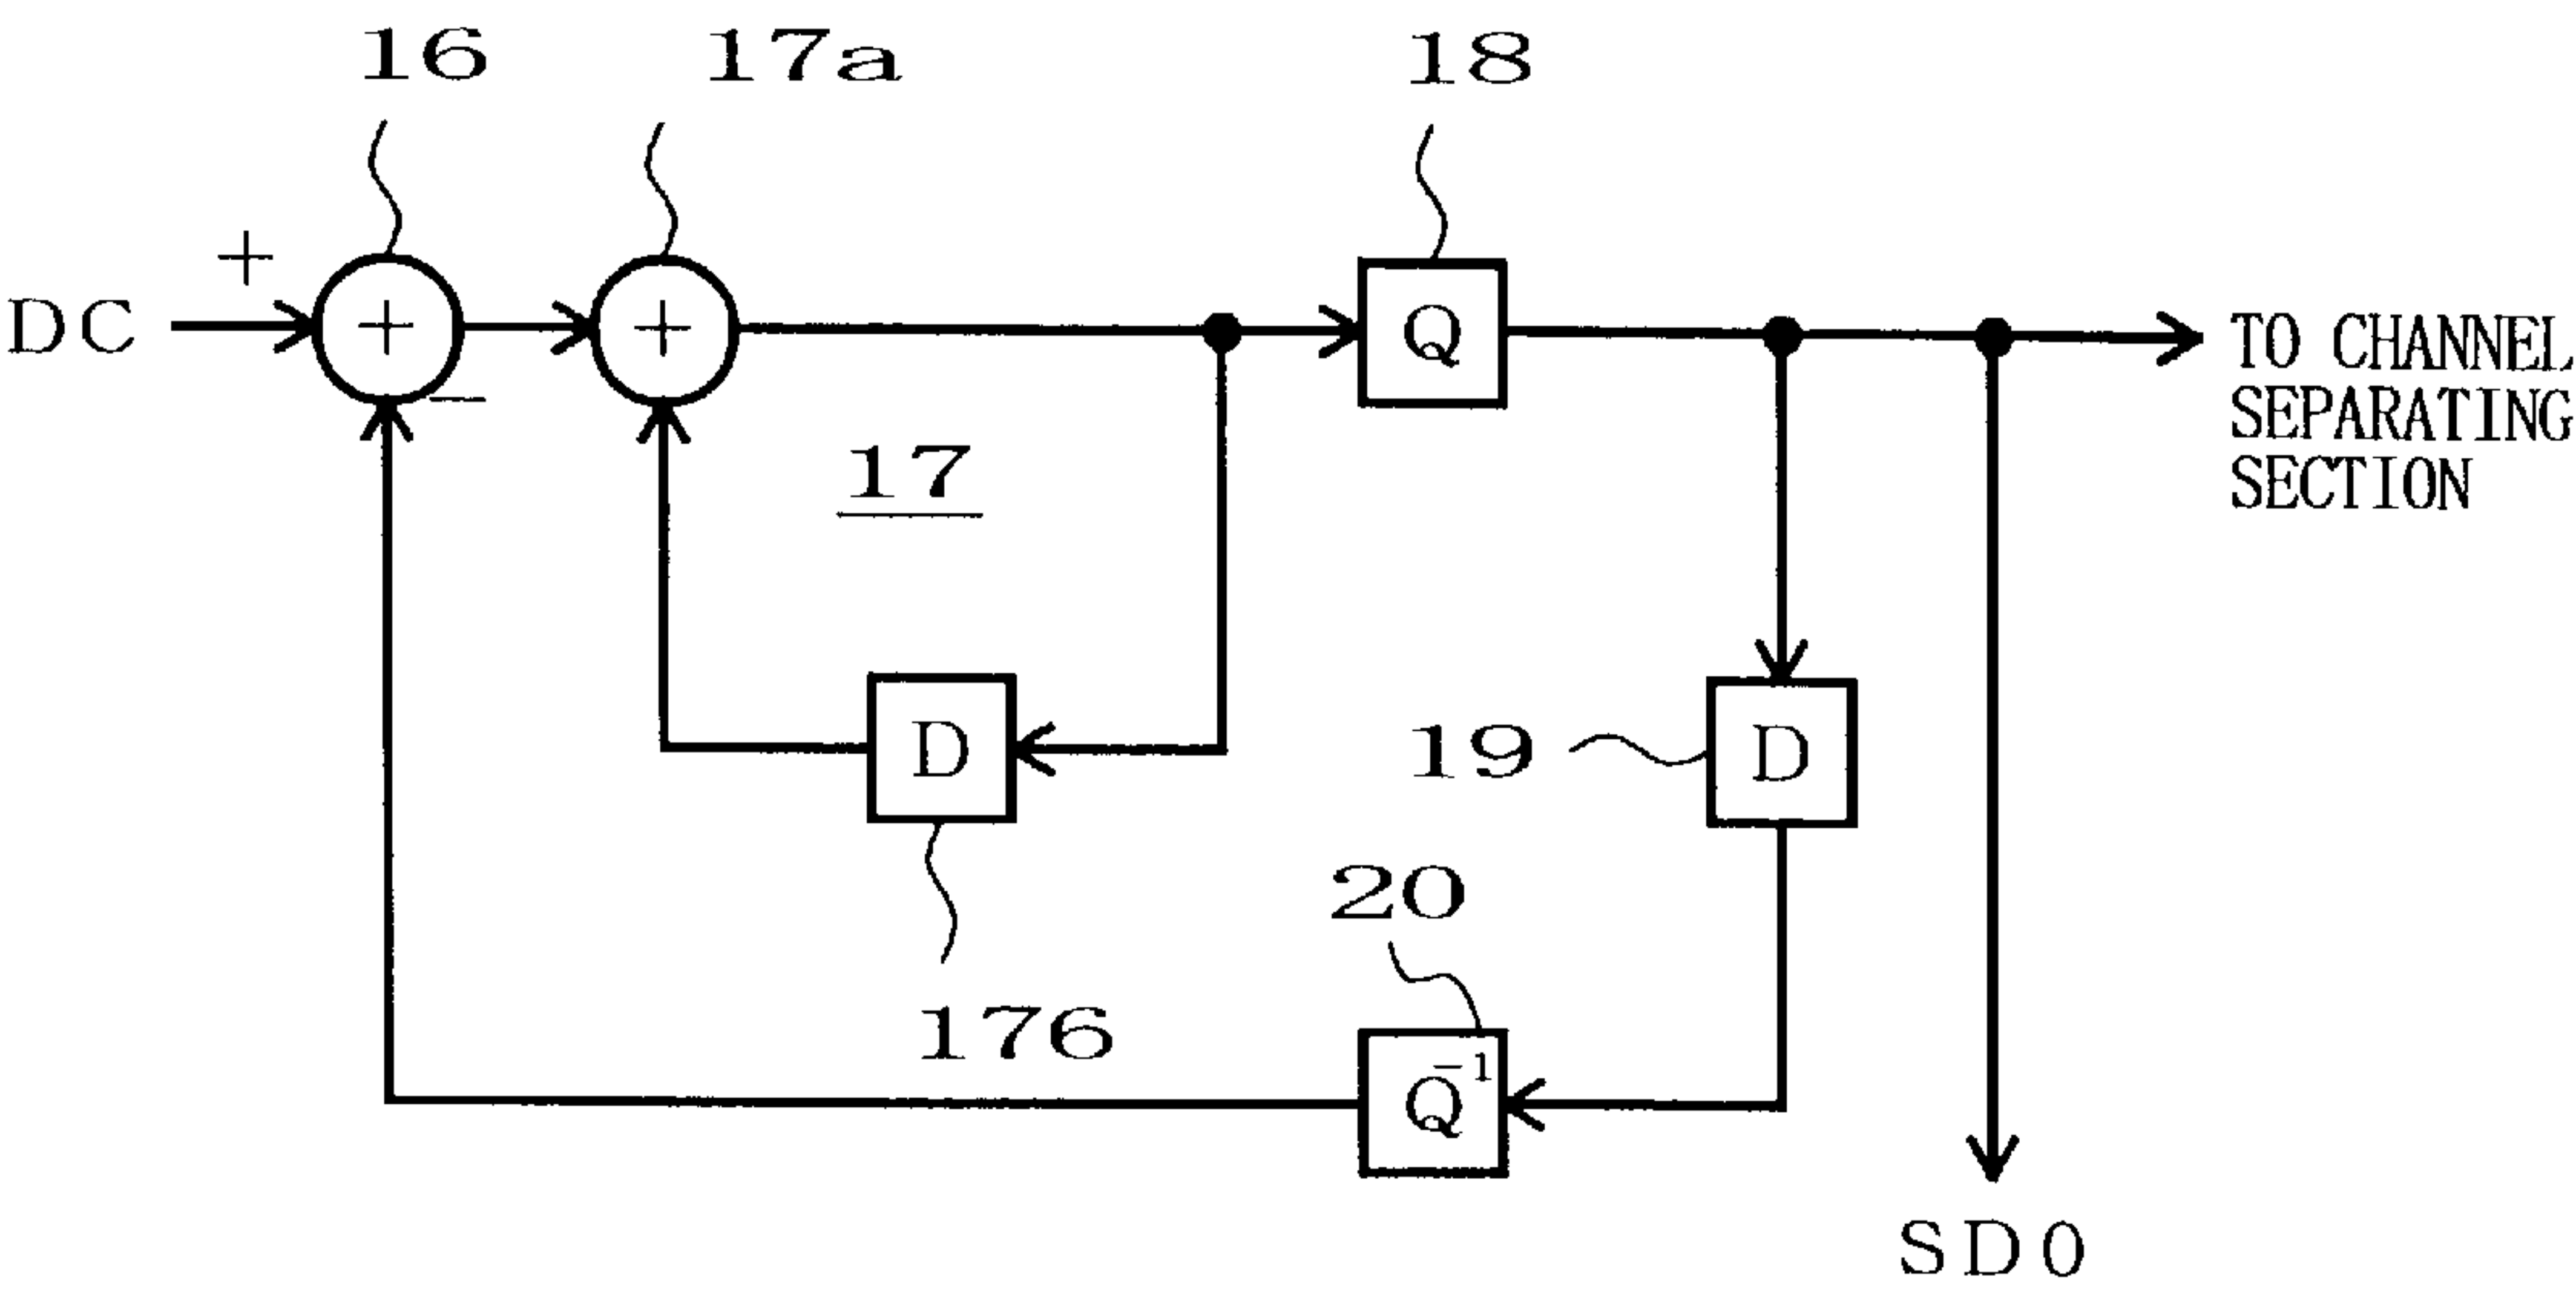 16
17a
18
+
DC
+
+
Q
TO CHANNEL
SEPARATING
SECTION
−
17
D
19
D
20
176
Q⁻¹
SD0